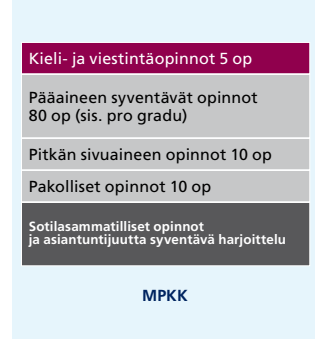 Kieli- ja viestintäopinnot 5 op
Pääaineen syventävät opinnot
80 op (sis. pro gradu)
Pitkän sivuaineen opinnot 10 op
Pakolliset opinnot 10 op
Sotilasammatilliset opinnot
ja asiantuntijuutta syventävä harjoittelu
MPKK